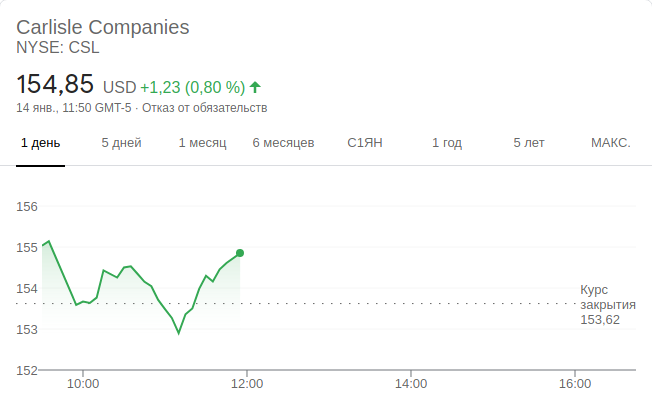 Carlisle Companies
NYSE: CSL
154,85 USD +1,23 (0,80 %)
14 янв., 11:50 GMT-5 · Отказ от обязательств
1 день 5 дней 1 месяц 6 месяцев С1ЯН 1 год 5 лет МАКС.
156
155
154
153
152
Курс
закрытия
153,62
10:00 12:00 14:00 16:00